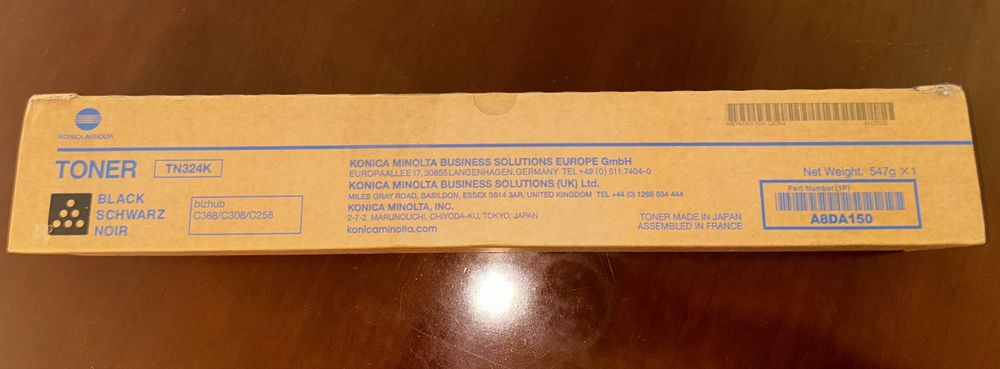 KONICA MINOLTA
TONER TN324K
BLACK
SCHWARZ
NOIR
bizhub
C368/C308/C258
KONICA MINOLTA BUSINESS SOLUTIONS EUROPE GmbH
EUROPAALLEE 17, 30855 LANGENHAGEN, GERMANY TEL +49 (0) 511 7404-0
KONICA MINOLTA BUSINESS SOLUTIONS (UK) Ltd.
MILES GRAY ROAD, BASILDON, ESSEX SS14 3AR, UNITED KINGDOM TEL +44 (0) 1268 534 444
KONICA MINOLTA, INC.
2-7-2 MARUNOUCHI, CHIYODA-KU, TOKYO, JAPAN
konicaminolta.com
TONER MADE IN JAPAN
ASSEMBLED IN FRANCE
Net Weight. 547g ×1
Part Number(1P)
A8DA150